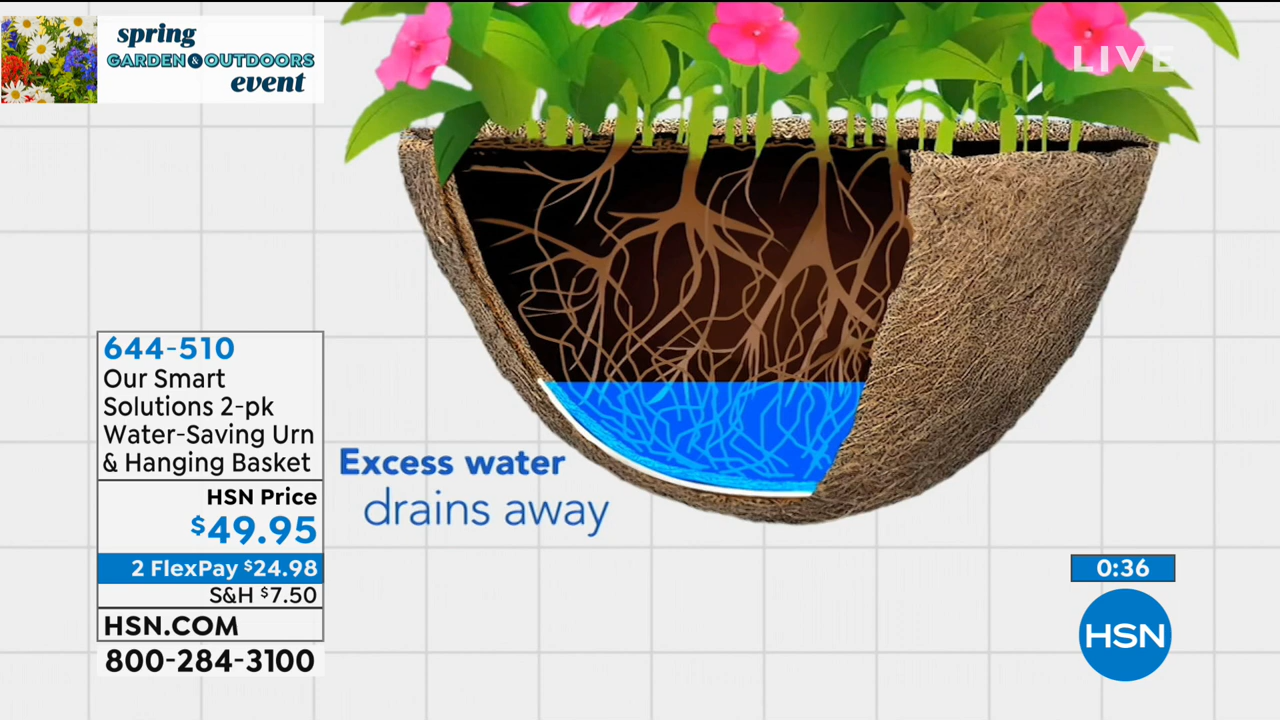 spring
GARDEN & OUTDOORS
event
LIVE
644-510
Our Smart
Solutions 2-pk
Water-Saving Urn
& Hanging Basket
HSN Price
$49.95
2 FlexPay $24.98
S&H $7.50
HSN.COM
800-284-3100
Excess water
drains away
0:36
HSN